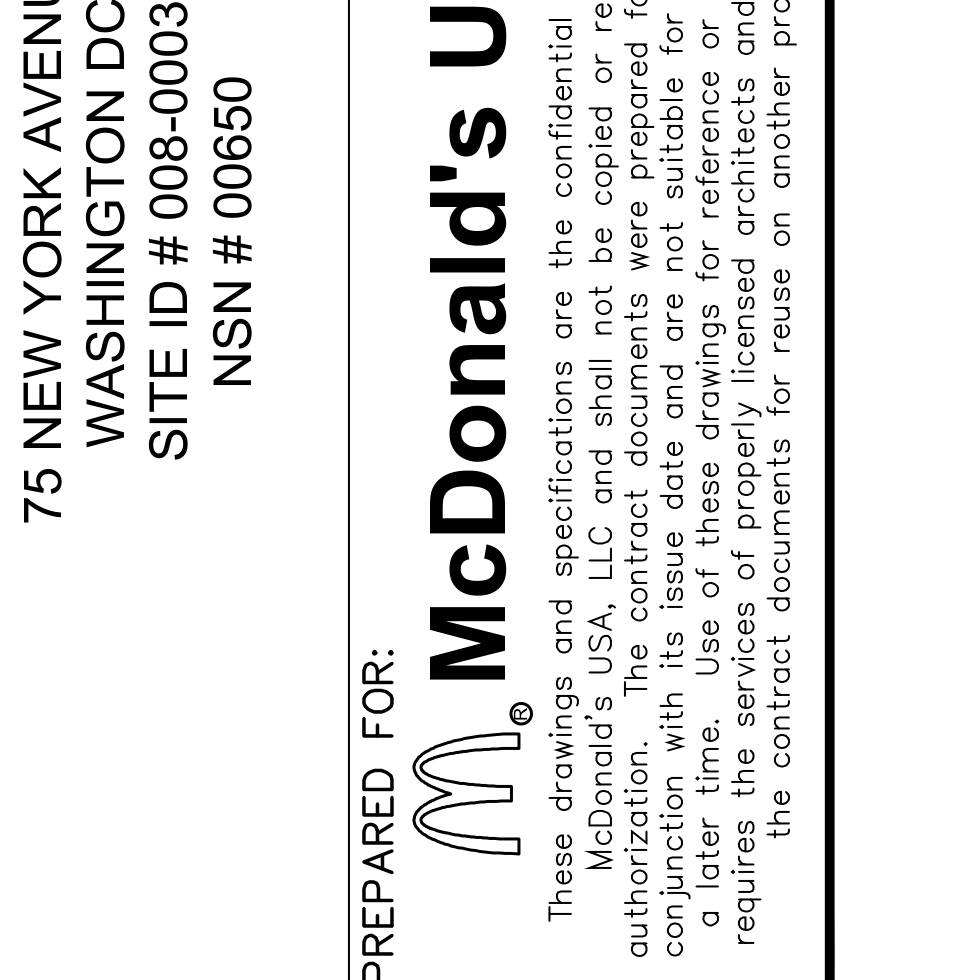 75 NEW YORK AVENU
WASHINGTON DC
SITE ID # 008-0003
NSN # 00650
PREPARED FOR:
McDonald's U
®
These drawings and specifications are the confidential
McDonald's USA, LLC and shall not be copied or re
authorization. The contract documents were prepared fo
conjunction with its issue date and are not suitable for
a later time. Use of these drawings for reference or
requires the services of properly licensed architects and
the contract documents for reuse on another pro